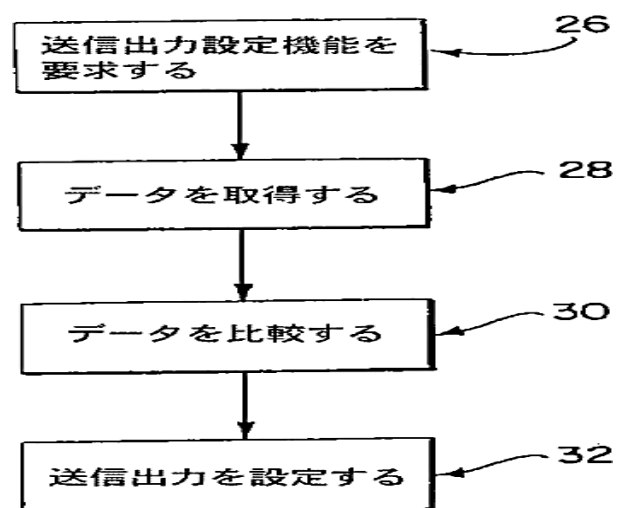 送信出力設定機能を
要求する
26
データを取得する
28
データを比較する
30
送信出力を設定する
32